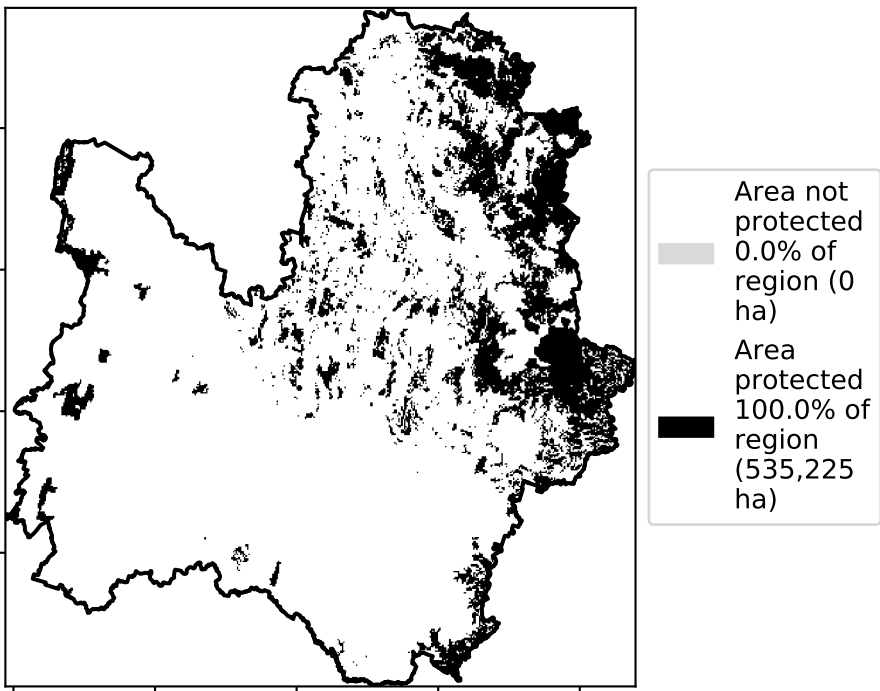 Area not
protected
0.0% of
region (0
ha)
Area
protected
100.0% of
region
(535,225
ha)